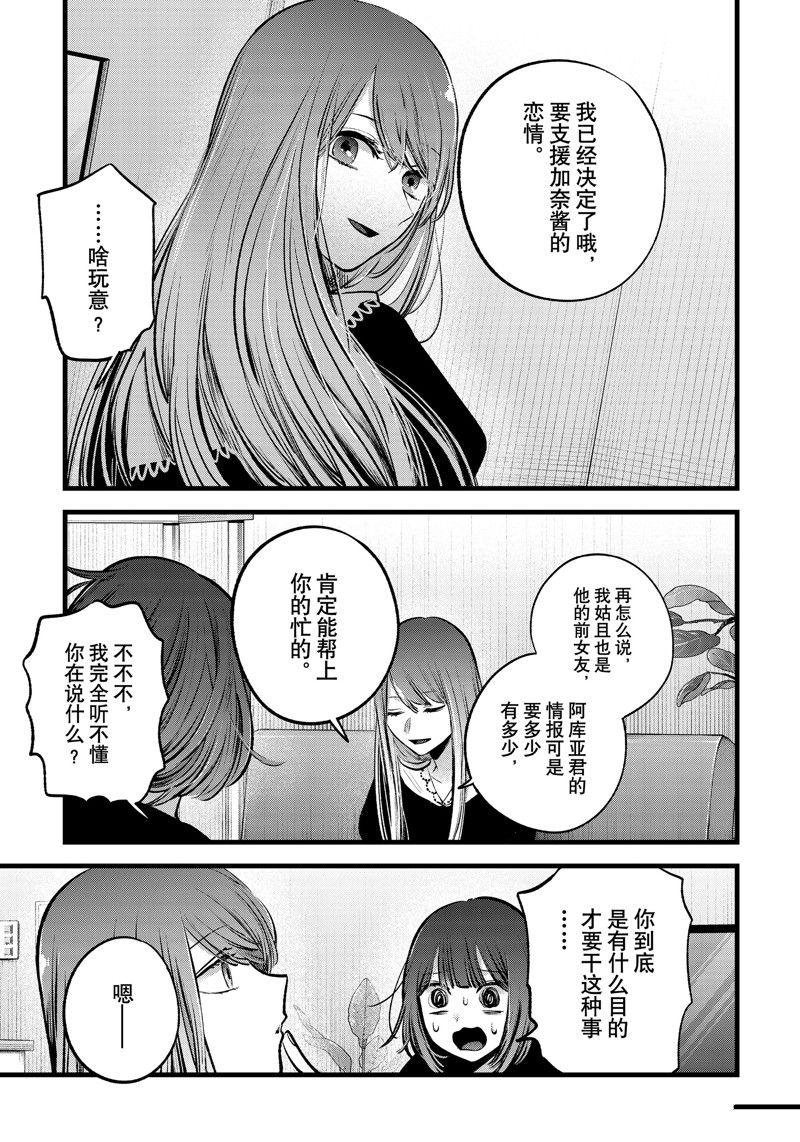 我已经决定了哦，
要支援加奈酱的
恋情。
……
啥玩意？
再怎么说，
我姑且也是
他的前女友，
阿库亚君的
情报可是
要多少
有多少，
肯定能帮上
你的忙的。
不不不，
我完全听不懂
你在说什么？
你到底
是有什么目的
才要干这种事
……
嗯——